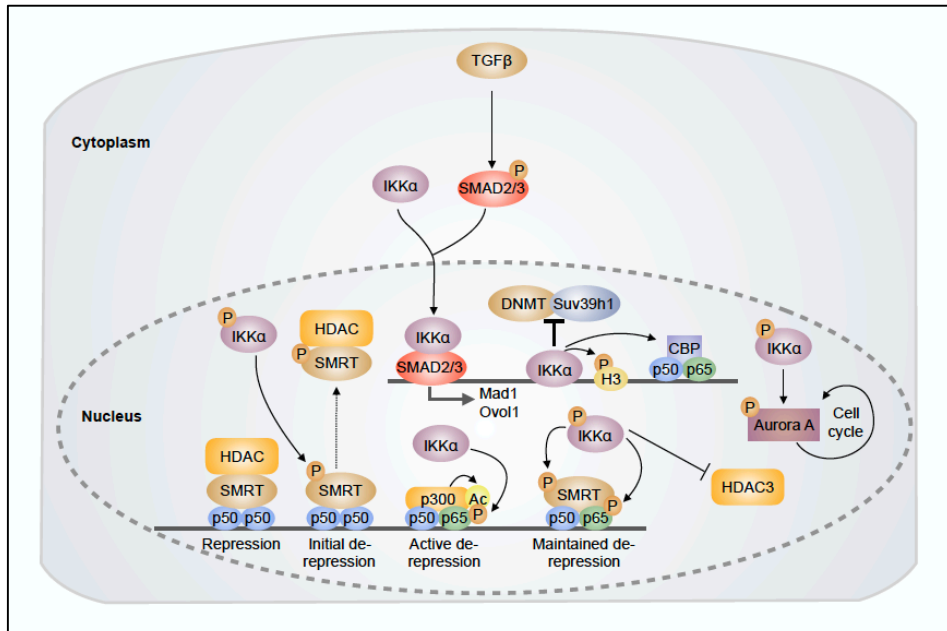 TGFβ
Cytoplasm
P
IKKα
SMAD2/3
DNMT
Suv39h1
P
IKKα
HDAC
P
SMRT
IKKα
SMAD2/3
Mad1
Ovol1
IKKα
P
H3
CBP
p50
p65
P
IKKα
P
Aurora A
Cell
cycle
Nucleus
HDAC
SMRT
p50
p50
Repression
P
SMRT
p50
p50
Initial de-
repression
IKKα
p300
Ac
p50
p65
P
Active de-
repression
P
IKKα
P
SMRT
P
p50
p65
Maintained de-
repression
HDAC3